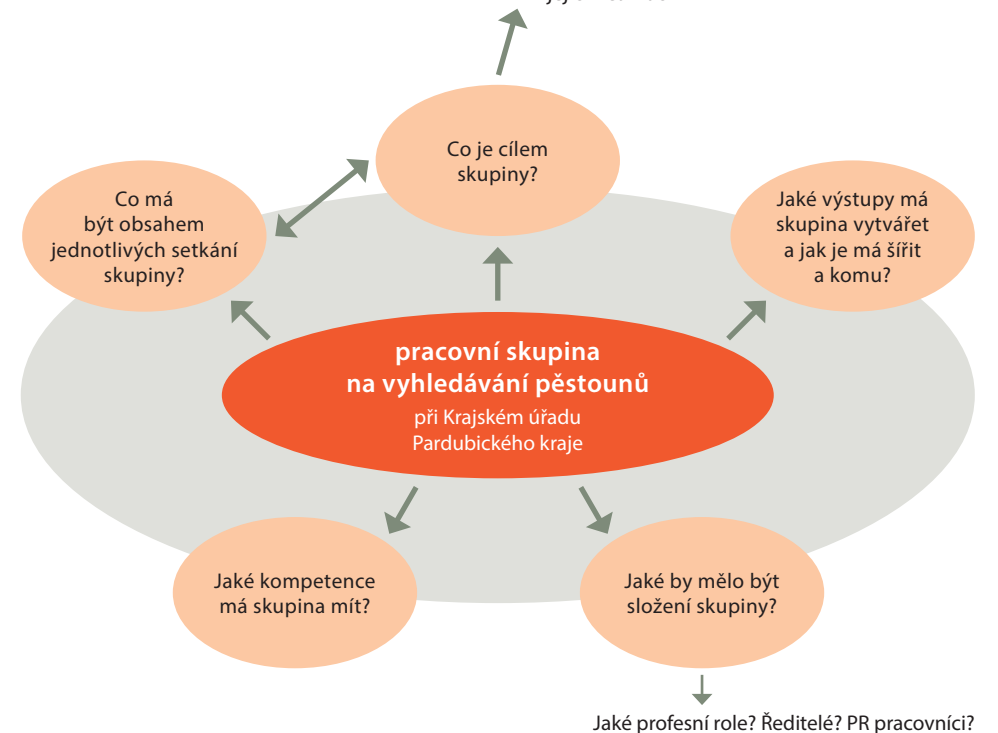 Co je cílem
skupiny?
Co má
být obsahem
jednotlivých setkání
skupiny?
Jaké výstupy má
skupina vytvářet
a jak je má šířit
a komu?
pracovní skupina
na vyhledávání pěstounů
při Krajském úřadu
Pardubického kraje
Jaké kompetence
má skupina mít?
Jaké by mělo být
složení skupiny?
Jaké profesní role? Ředitelé? PR pracovníci?